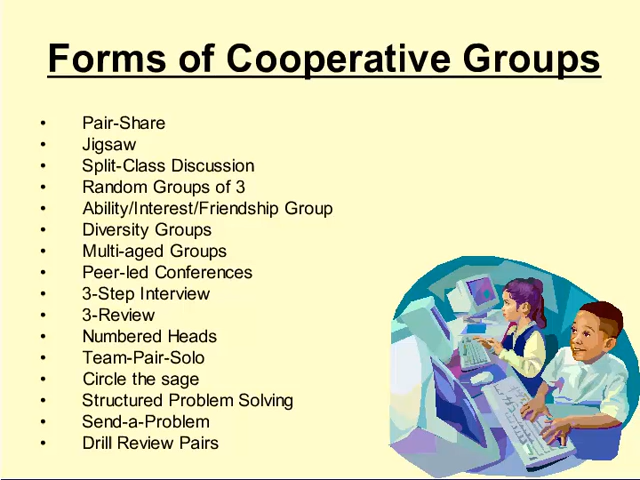 Forms of Cooperative Groups
• Pair-Share
• Jigsaw
• Split-Class Discussion
• Random Groups of 3
• Ability/Interest/Friendship Group
• Diversity Groups
• Multi-aged Groups
• Peer-led Conferences
• 3-Step Interview
• 3-Review
• Numbered Heads
• Team-Pair-Solo
• Circle the sage
• Structured Problem Solving
• Send-a-Problem
• Drill Review Pairs